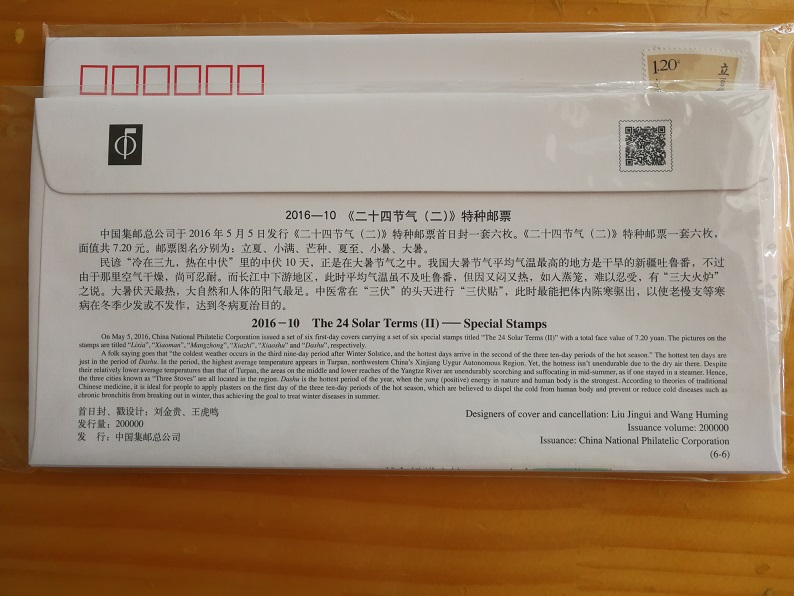 1.20元
立
2016—10 《二十四节气（二）》特种邮票
中国集邮总公司于 2016 年 5 月 5 日发行《二十四节气（二）》特种邮票首日封一套六枚。《二十四节气（二）》特种邮票一套六枚，
面值共 7.20 元。邮票图名分别为：立夏、小满、芒种、夏至、小暑、大暑。
民谚“冷在三九，热在中伏”里的中伏 10 天，正是在大暑节气之中。我国大暑节气平均气温最高的地方是干旱的新疆吐鲁番，不过
由于那里空气干燥，尚可忍耐。而长江中下游地区，此时平均气温虽不及吐鲁番，但因又闷又热，如入蒸笼，难以忍受，有“三大火炉”
之说。大暑伏天最热，大自然和人体的阳气最足。中医常在“三伏”的头天进行“三伏贴”，此时最能把体内陈寒驱出，以使老慢支等寒
病在冬季少发或不发作，达到冬病夏治目的。
2016－10 The 24 Solar Terms (II) — Special Stamps
On May 5, 2016, China National Philatelic Corporation issued a set of six first-day covers carrying a set of six special stamps titled "The 24 Solar Terms (II)" with a total face value of 7.20 yuan. The pictures on the
stamps are titled "Lixia", "Xiaoman", "Mangzhong", "Xiazhi", "Xiaoshu" and "Dashu", respectively.
A folk saying goes that "the coldest weather occurs in the third nine-day period after Winter Solstice, and the hottest days arrive in the second of the three ten-day periods of the hot season." The hottest ten days are
just in the period of Dashu. In the period, the highest average temperature appears in Turpan, northwestern China's Xinjiang Uygur Autonomous Region. Yet, the hotness isn't unendurable due to the dry air there. Despite
their relatively lower average temperatures than that of Turpan, the areas on the middle and lower reaches of the Yangtze River are unendurably scorching and suffocating in mid-summer, as if one stayed in a steamer. Hence,
the three cities known as "Three Stoves" are all located in the region. Dashu is the hottest period of the year, when the yang (positive) energy in nature and human body is the strongest. According to theories of traditional
Chinese medicine, it is ideal for people to apply plasters on the first day of the three ten-day periods of the hot season, which are believed to dispel the cold from human body and prevent or reduce cold diseases such as
chronic bronchitis from breaking out in winter, thus achieving the goal to treat winter diseases in summer.
首日封、戳设计：刘金贵、王虎鸣
发行量：200000
发 行：中国集邮总公司
Designers of cover and cancellation: Liu Jingui and Wang Huming
Issuance volume: 200000
Issuance: China National Philatelic Corporation
(6-6)